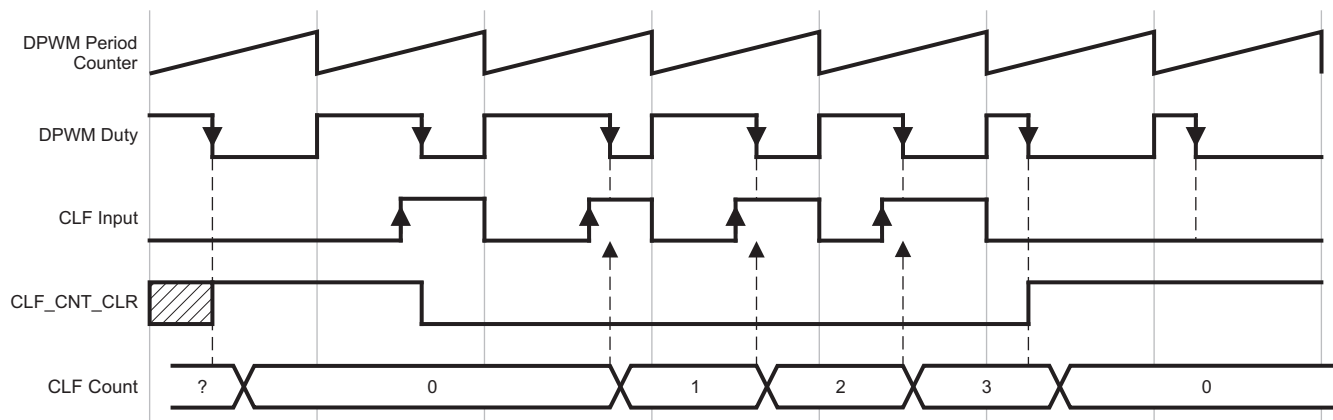 DPWM Period
Counter
DPWM Duty
CLF Input
CLF_CNT_CLR
CLF Count
? 0 1 2 3 0